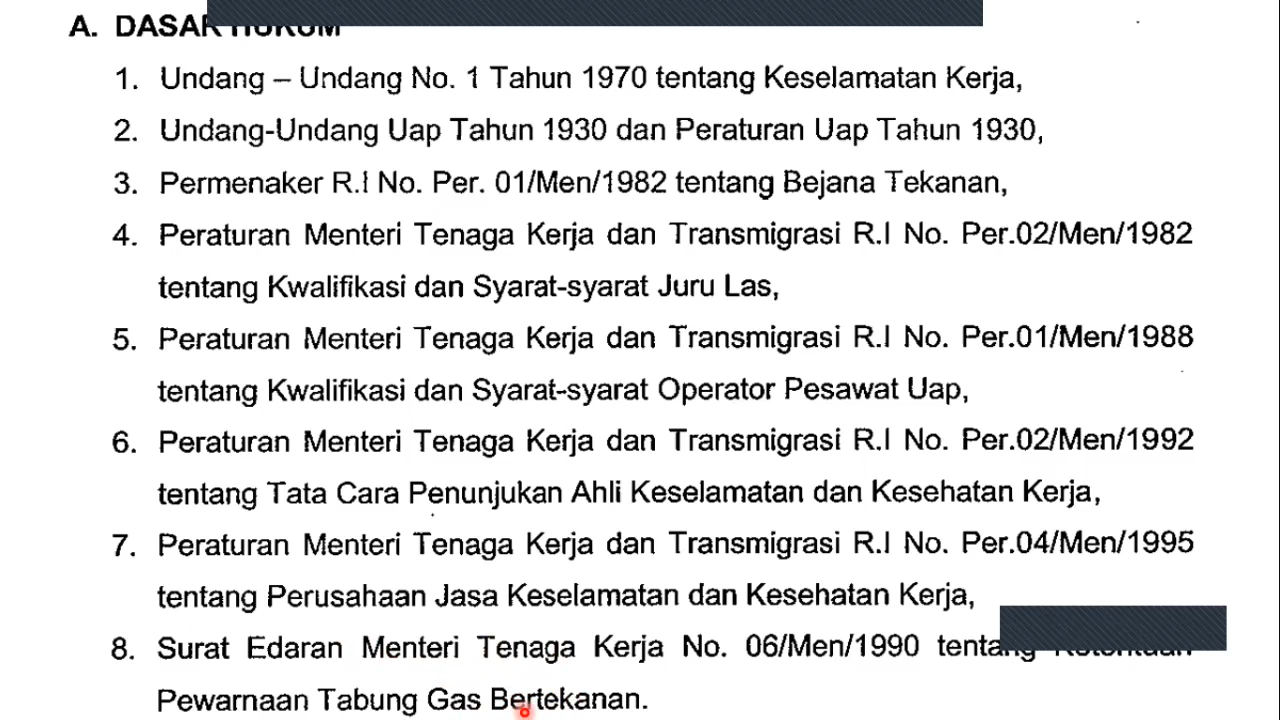 A. DASAR HUKUM
1. Undang – Undang No. 1 Tahun 1970 tentang Keselamatan Kerja,
2. Undang-Undang Uap Tahun 1930 dan Peraturan Uap Tahun 1930,
3. Permenaker R.I No. Per. 01/Men/1982 tentang Bejana Tekanan,
4. Peraturan Menteri Tenaga Kerja dan Transmigrasi R.I No. Per.02/Men/1982
tentang Kwalifikasi dan Syarat-syarat Juru Las,
5. Peraturan Menteri Tenaga Kerja dan Transmigrasi R.I No. Per.01/Men/1988
tentang Kwalifikasi dan Syarat-syarat Operator Pesawat Uap,
6. Peraturan Menteri Tenaga Kerja dan Transmigrasi R.I No. Per.02/Men/1992
tentang Tata Cara Penunjukan Ahli Keselamatan dan Kesehatan Kerja,
7. Peraturan Menteri Tenaga Kerja dan Transmigrasi R.I No. Per.04/Men/1995
tentang Perusahaan Jasa Keselamatan dan Kesehatan Kerja,
8. Surat Edaran Menteri Tenaga Kerja No. 06/Men/1990 tentang
Pewarnaan Tabung Gas Bertekanan.